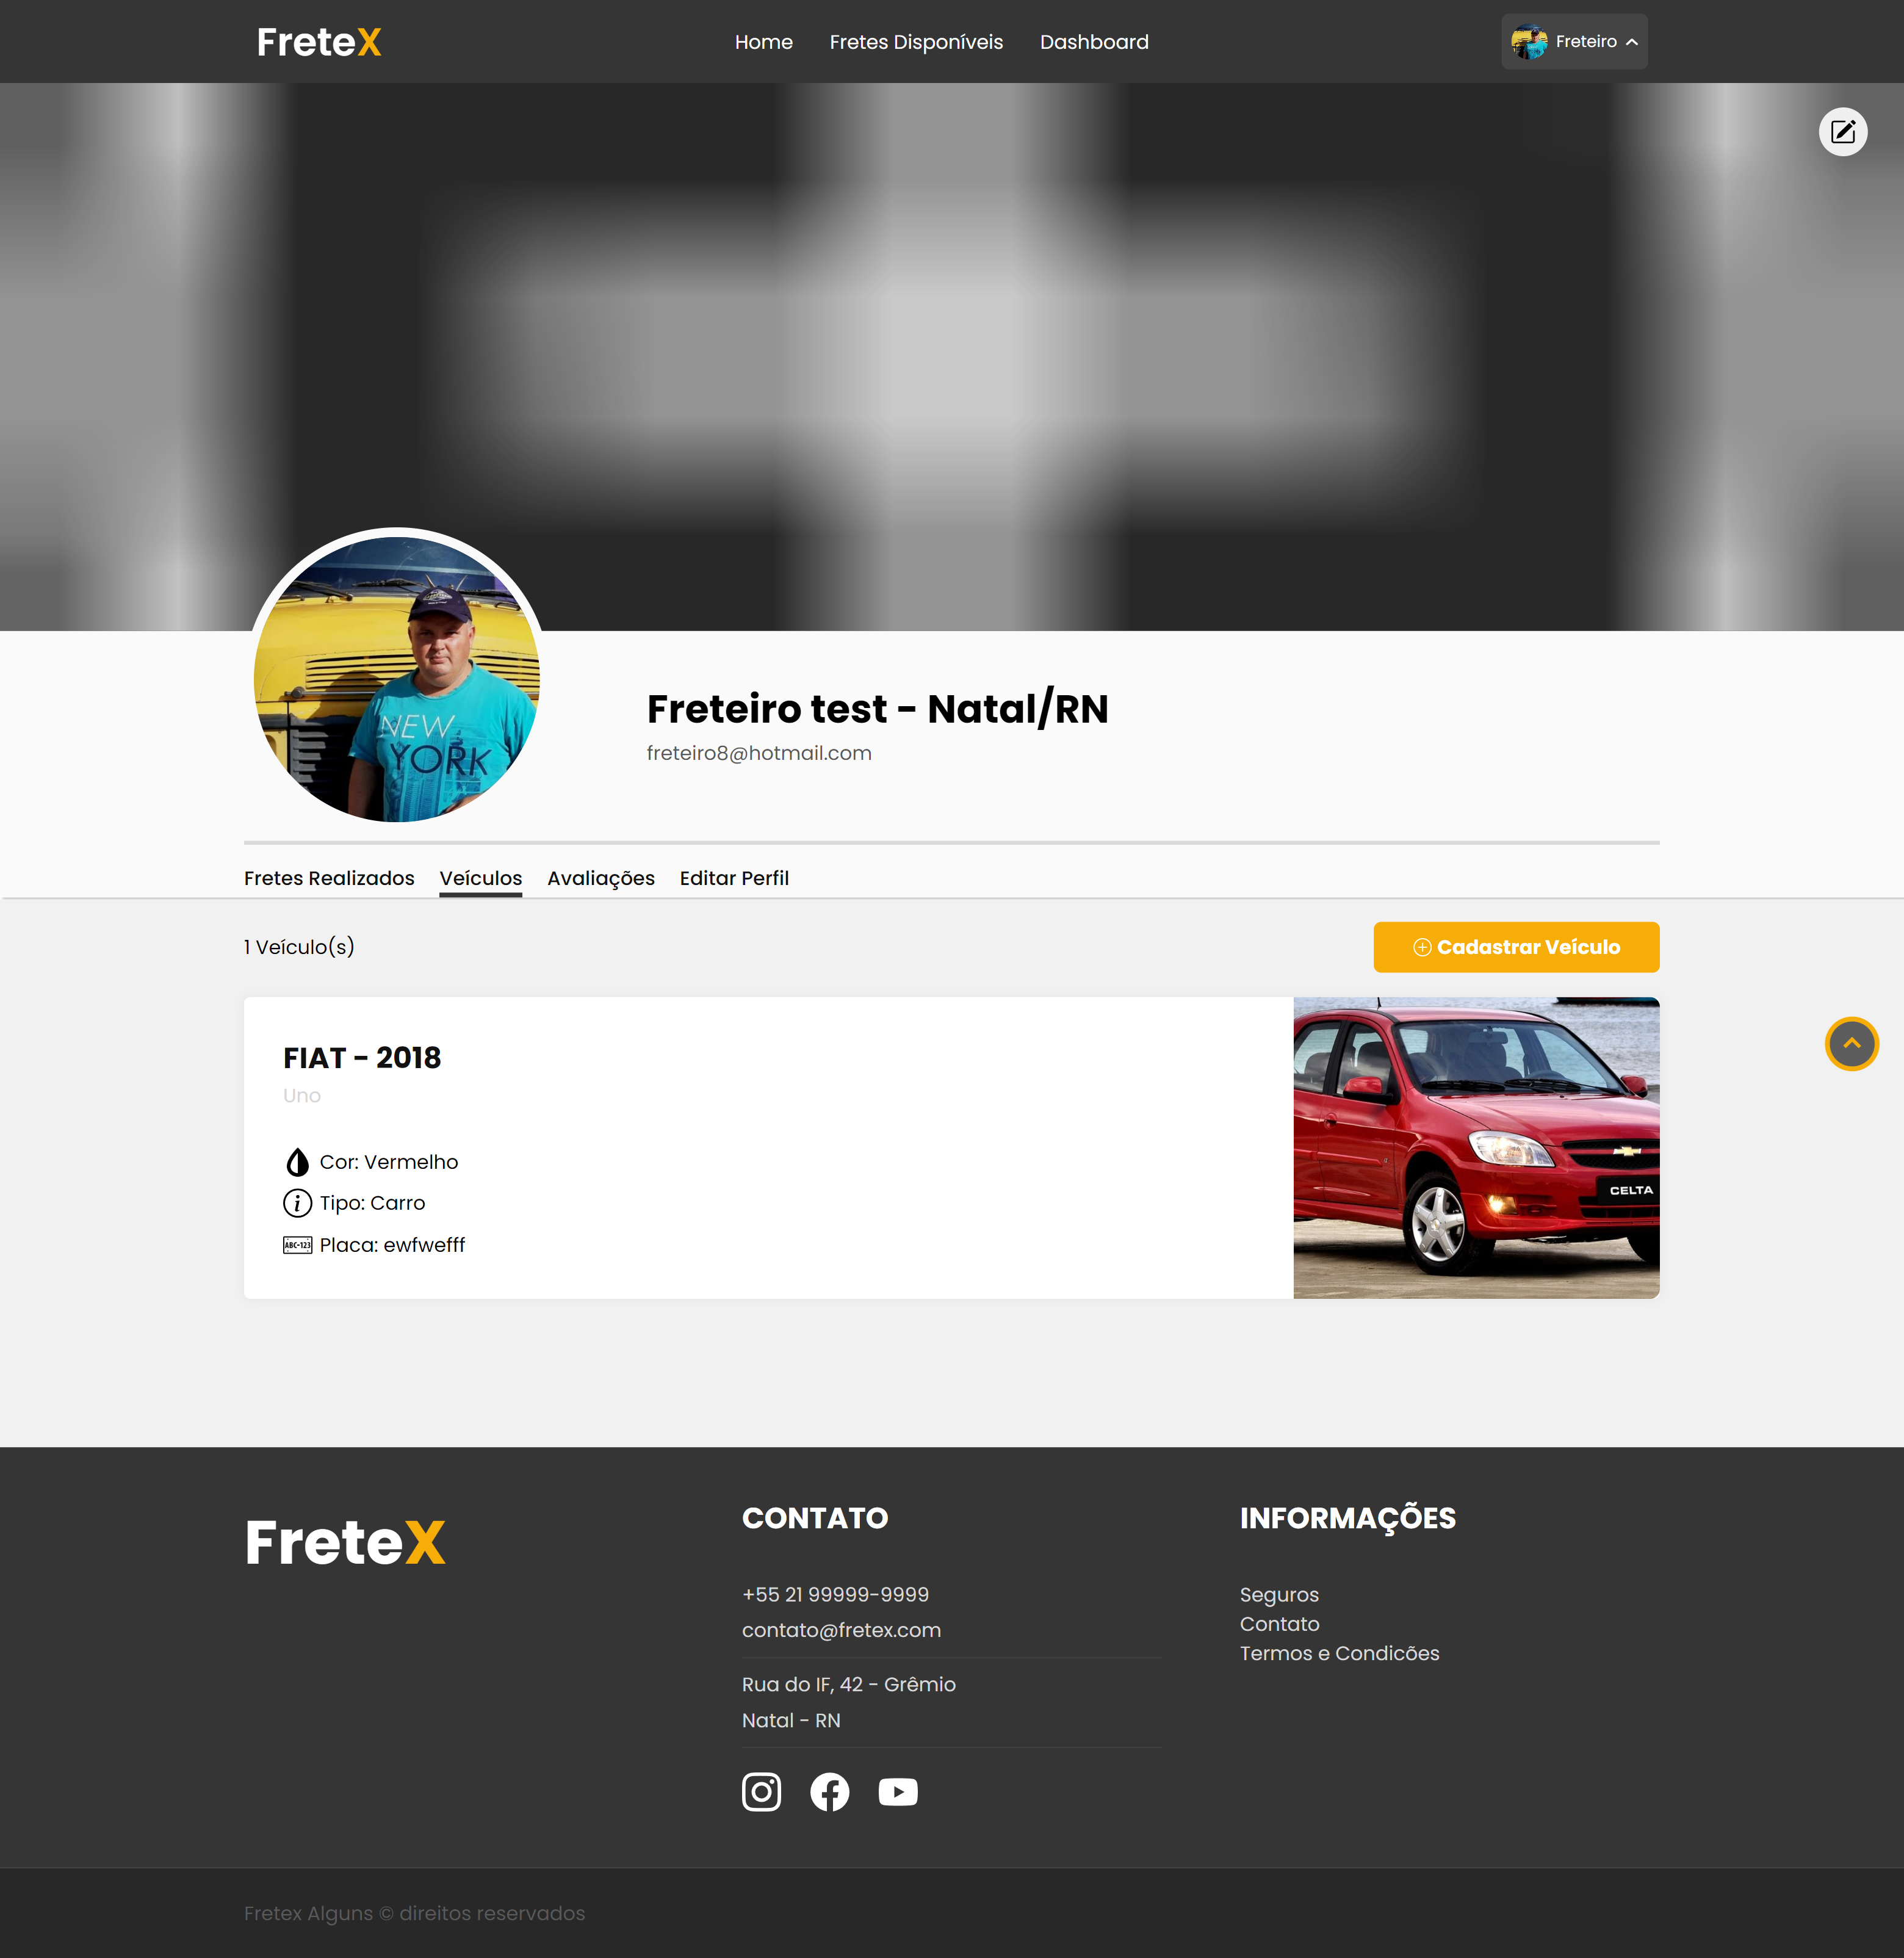 FreteX
Home
Fretes Disponíveis
Dashboard
Freteiro
NEW
YORK
Freteiro test - Natal/RN
freteiro8@hotmail.com
Fretes Realizados
Veículos
Avaliações
Editar Perfil
1 Veículo(s)
Cadastrar Veículo
FIAT - 2018
Uno
Cor: Vermelho
Tipo: Carro
ABC-123 Placa: ewfwefff
CELTA
FreteX
CONTATO
+55 21 99999-9999
contato@fretex.com
Rua do IF, 42 - Grêmio
Natal - RN
INFORMAÇÕES
Seguros
Contato
Termos e Condicões
Fretex Alguns © direitos reservados